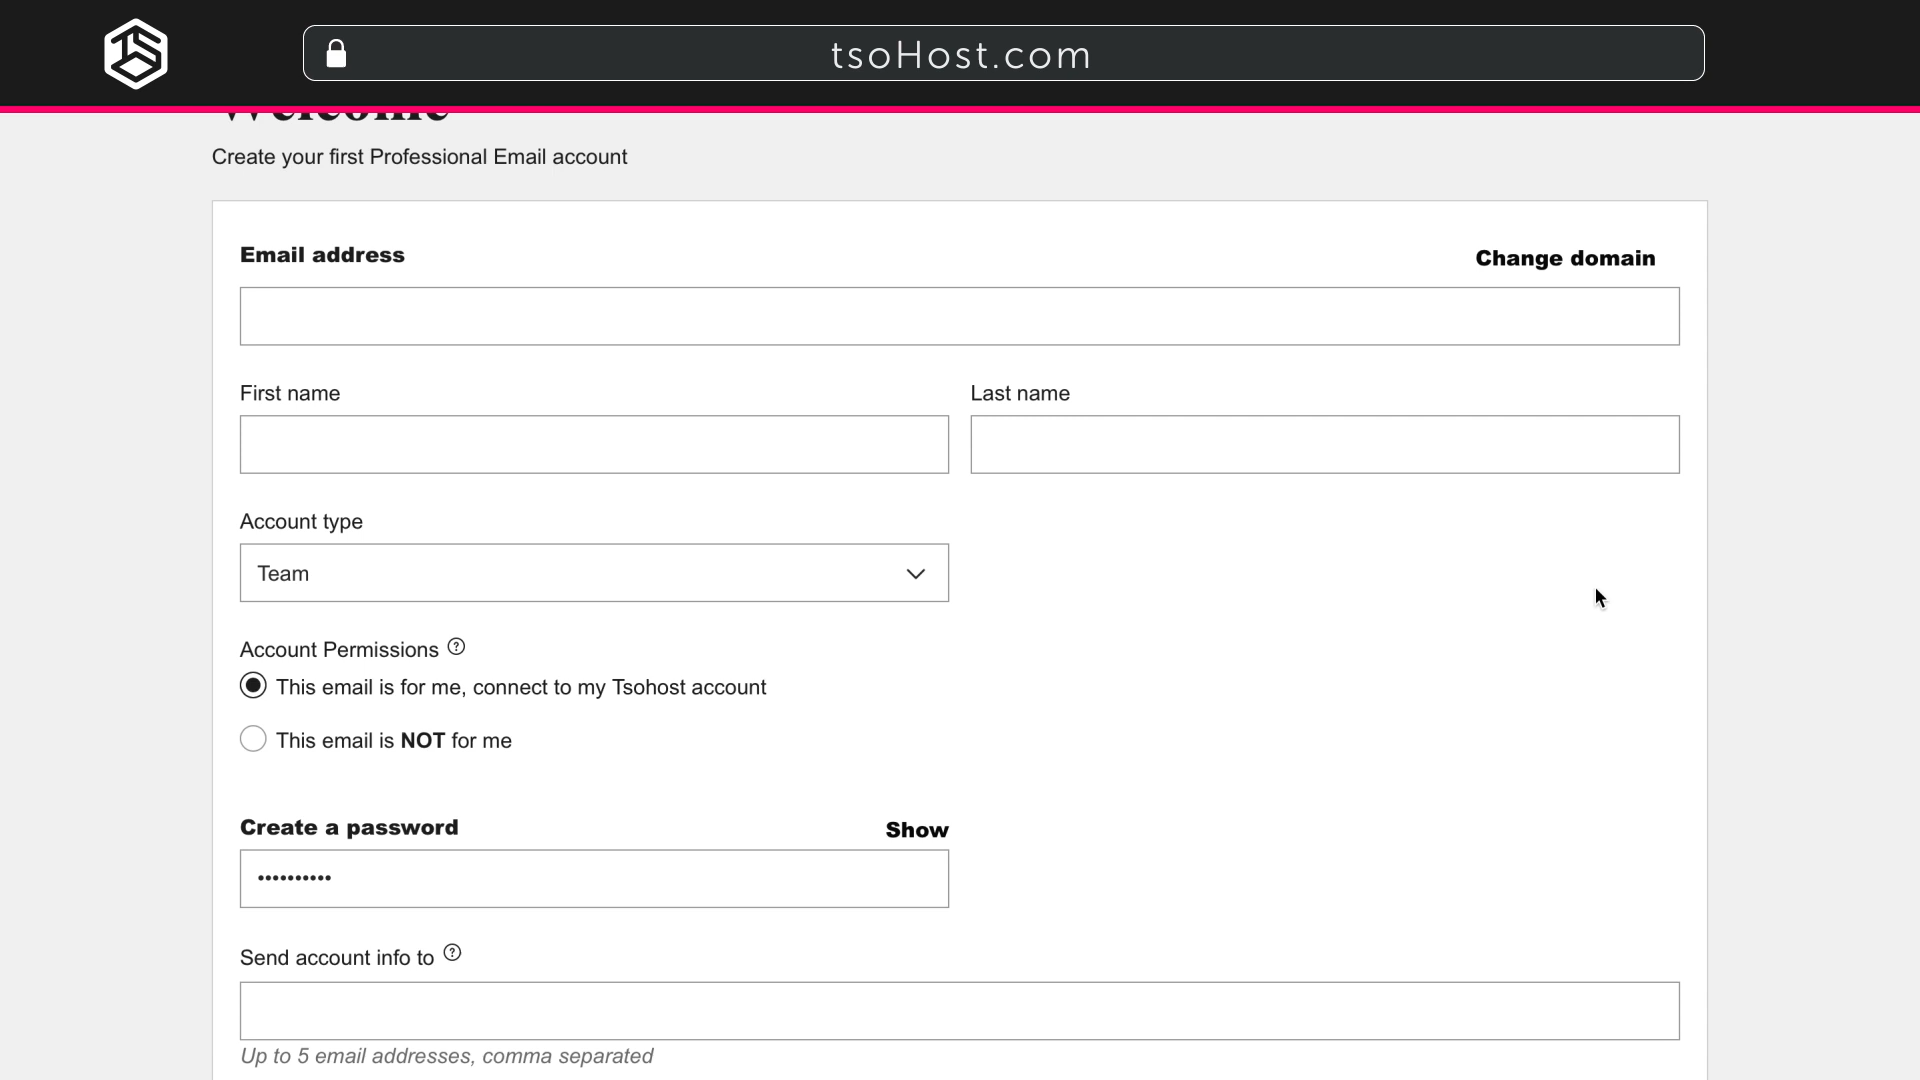 tsoHost.com
Welcome
Create your first Professional Email account
Email address
Change domain
First name
Last name
Account type
Team
Account Permissions
This email is for me, connect to my Tsohost account
This email is NOT for me
Create a password
Show
••••••••••
Send account info to
Up to 5 email addresses, comma separated